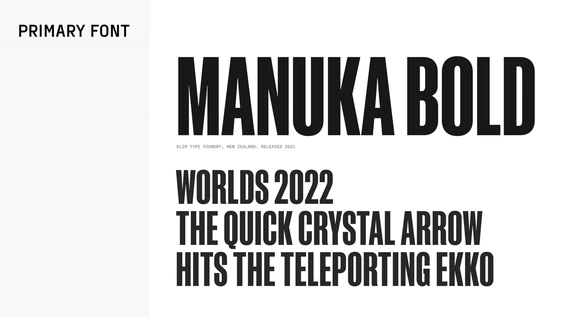 PRIMARY FONT
MANUKA BOLD
KLIM TYPE FOUNDRY, NEW ZEALAND. RELEASED 2021
WORLDS 2022
THE QUICK CRYSTAL ARROW
HITS THE TELEPORTING EKKO